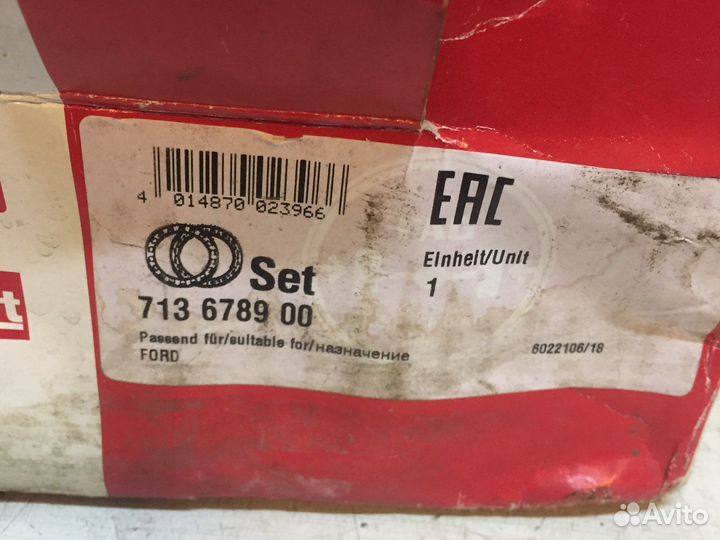 4 014870 023966
EAC
Set
713 6789 00
Einheit/Unit
1
Passend für/suitable for/назначение
FORD
6022106/18
rt
Avito